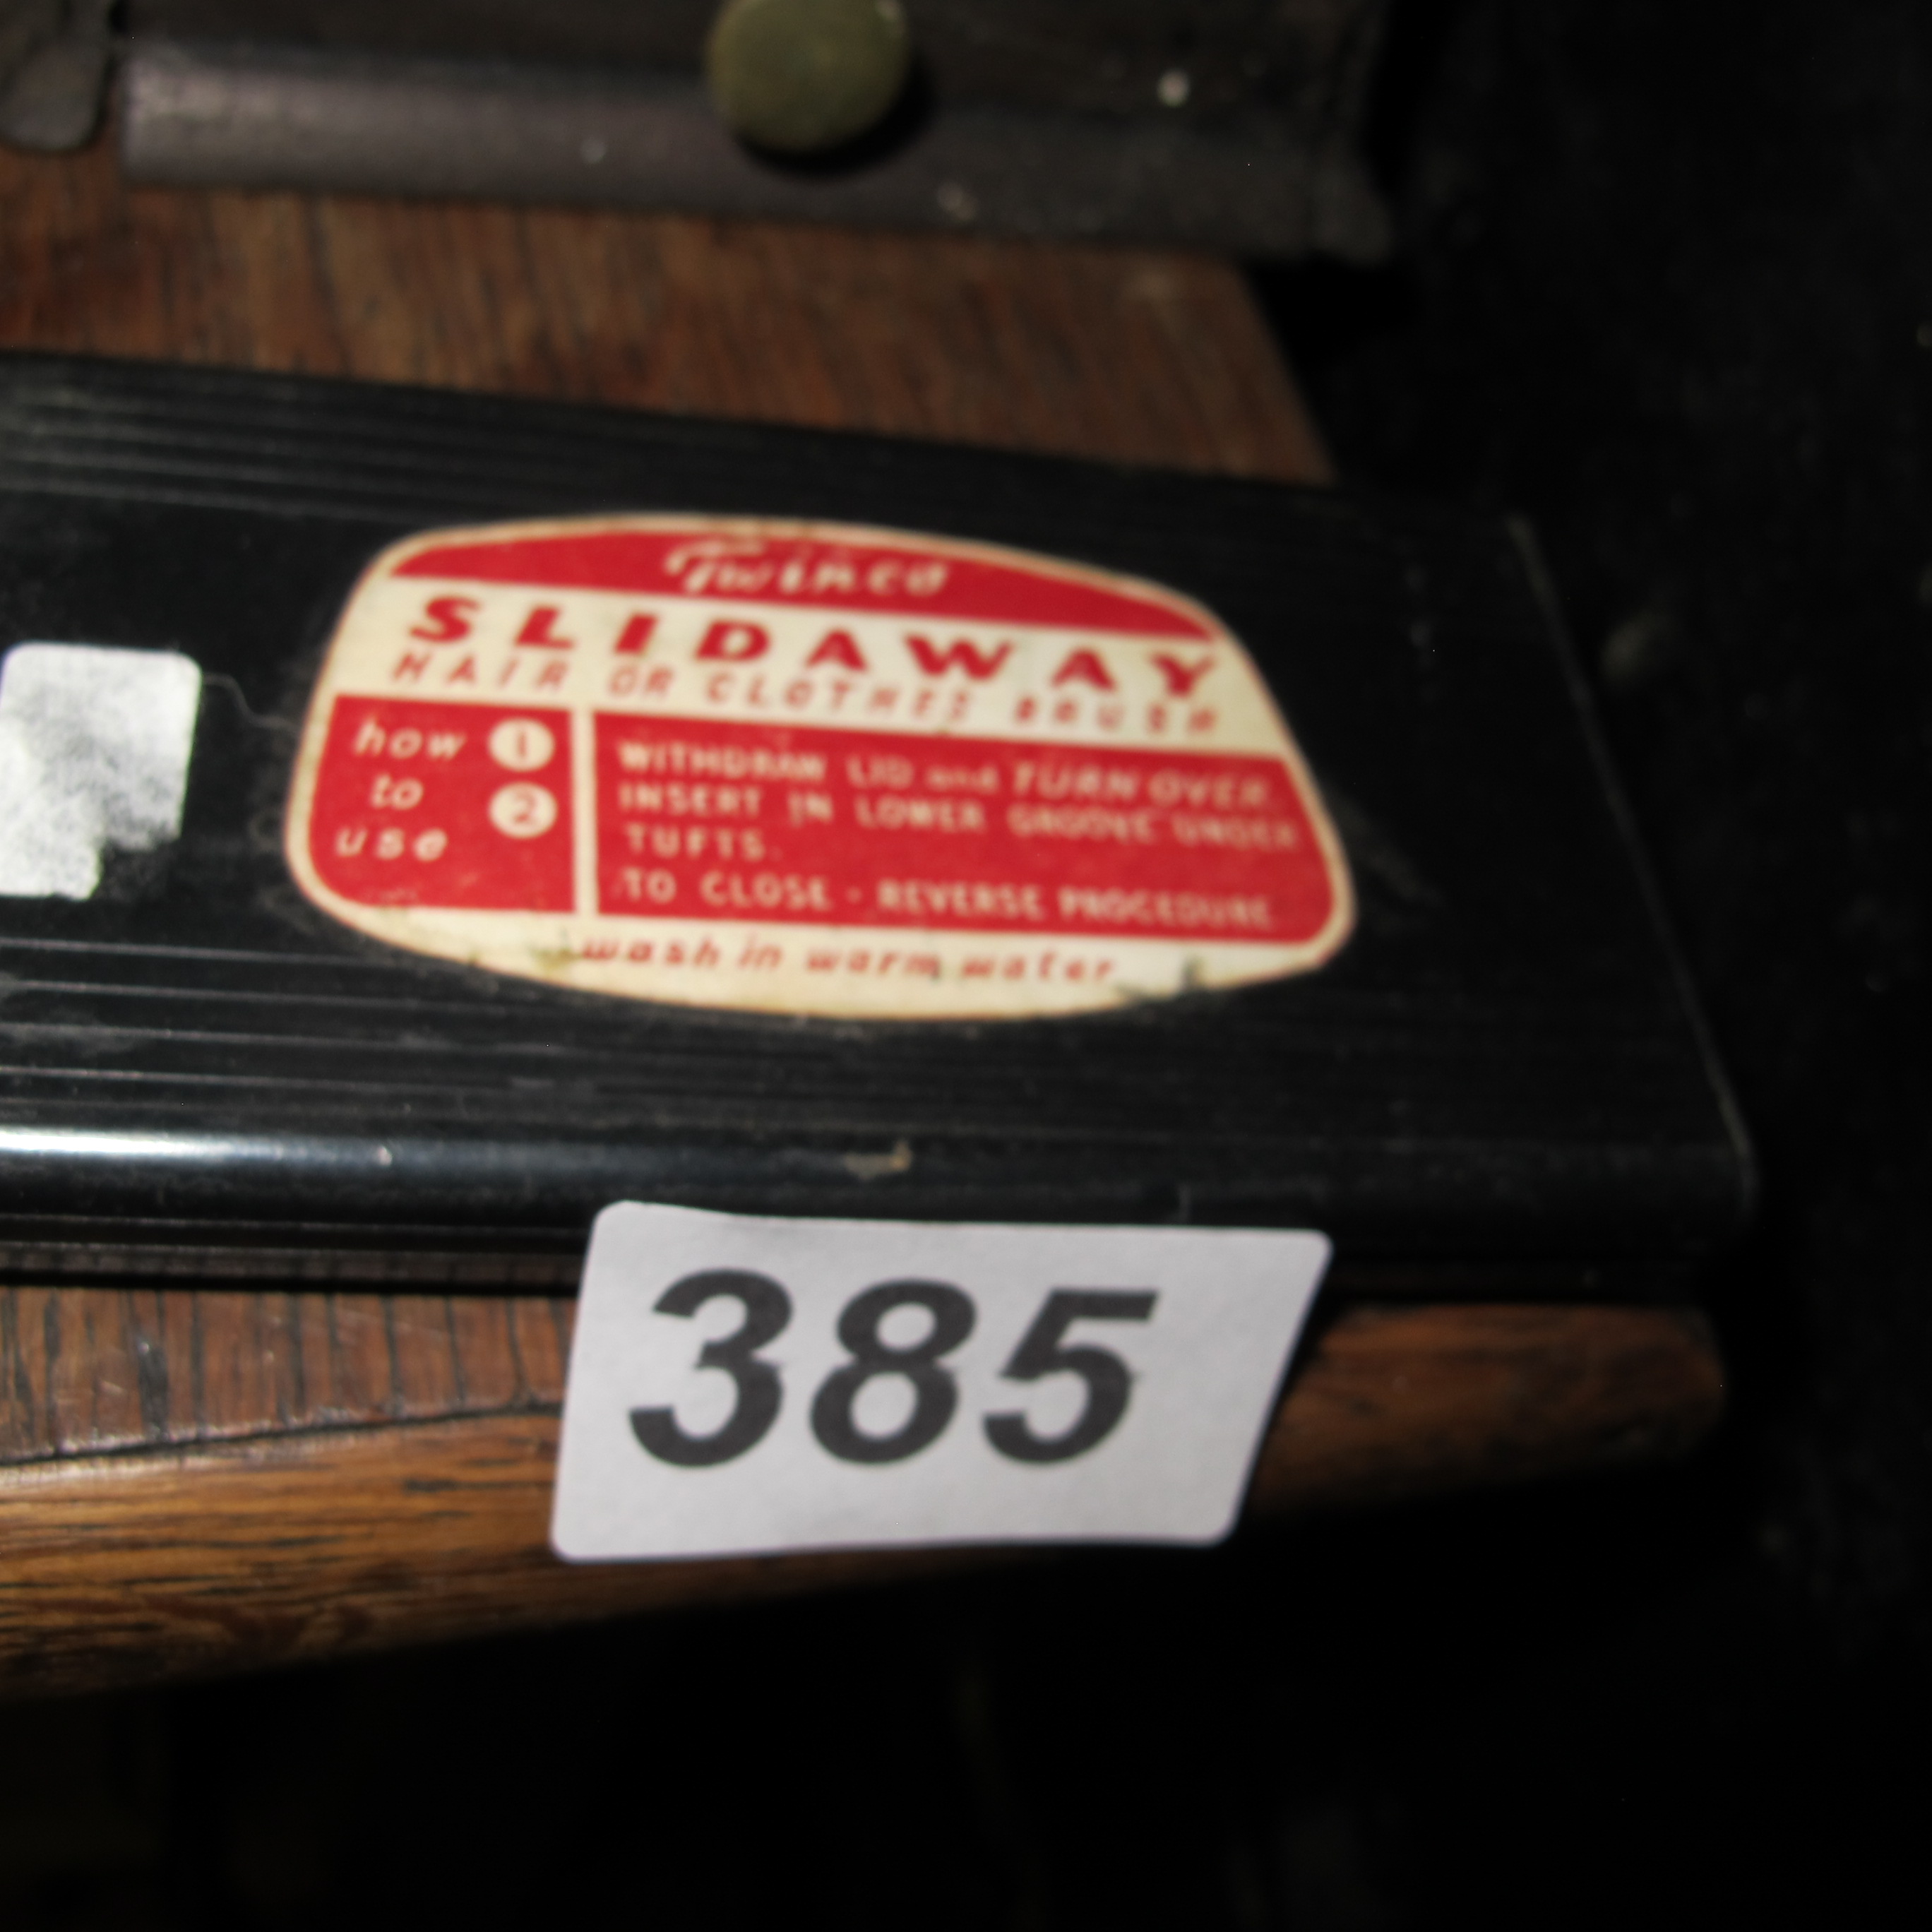 Twinco
SLIDAWAY
HAIR OR CLOTHES BRUSH
how to use
1 WITHDRAW LID and TURN OVER.
2 INSERT IN LOWER GROOVE UNDER
TUFTS.
TO CLOSE - REVERSE PROCEDURE
wash in warm water
385